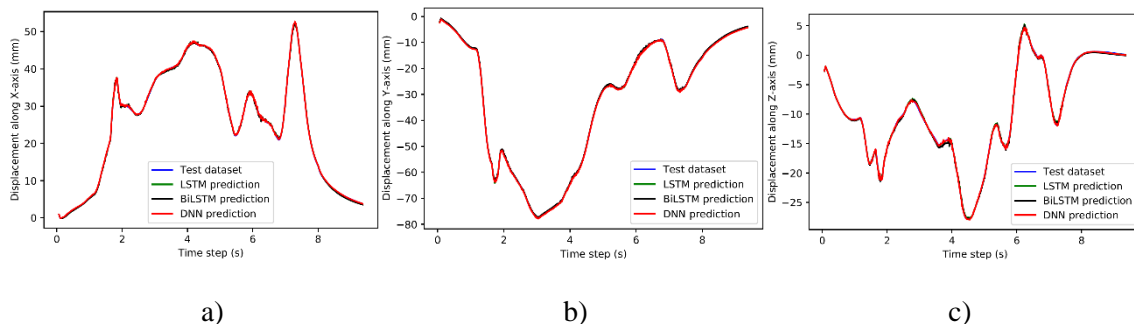 Displacement along X-axis (mm)
50
40
30
20
10
0
Test dataset
LSTM prediction
BiLSTM prediction
DNN prediction
0 2 4 6 8
Time step (s)
a)
Displacement along Y-axis (mm)
0
−10
−20
−30
−40
−50
−60
−70
−80
Test dataset
LSTM prediction
BiLSTM prediction
DNN prediction
0 2 4 6 8
Time step (s)
b)
Displacement along Z-axis (mm)
5
0
−5
−10
−15
−20
−25
Test dataset
LSTM prediction
BiLSTM prediction
DNN prediction
0 2 4 6 8
Time step (s)
c)